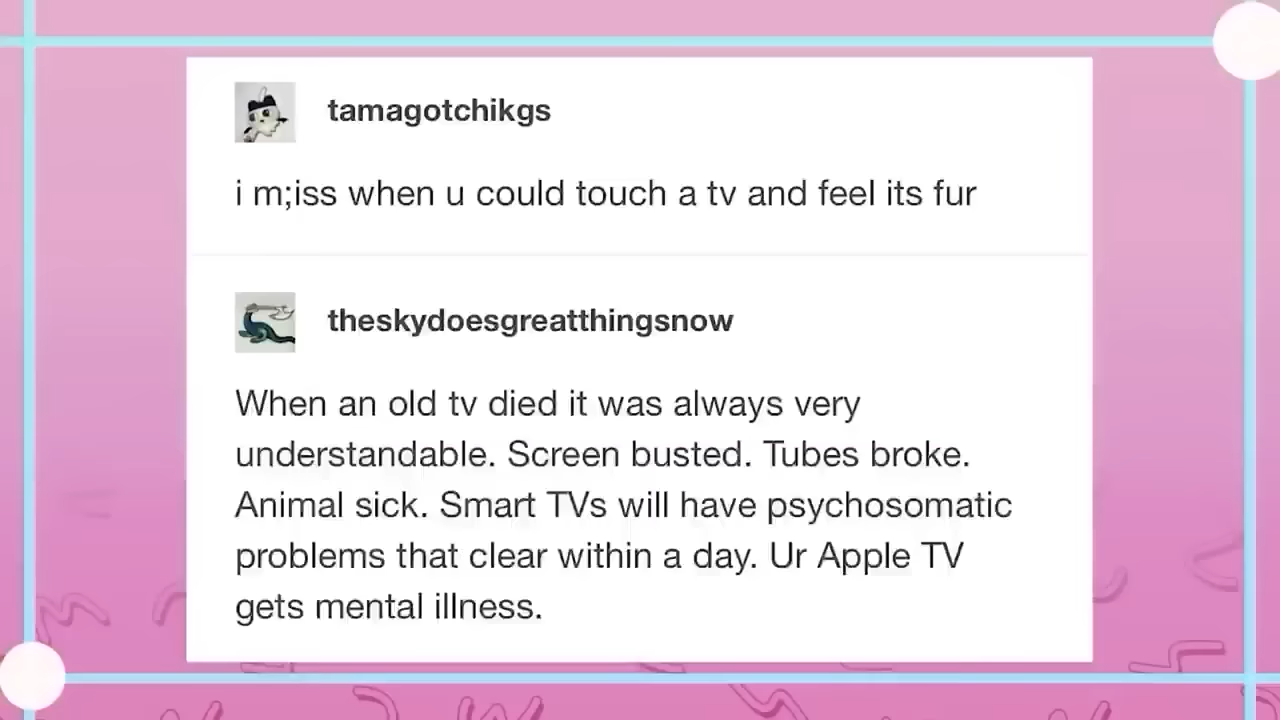 tamagotchikgs
i m;iss when u could touch a tv and feel its fur
theskydoesgreatthingsnow
When an old tv died it was always very
understandable. Screen busted. Tubes broke.
Animal sick. Smart TVs will have psychosomatic
problems that clear within a day. Ur Apple TV
gets mental illness.